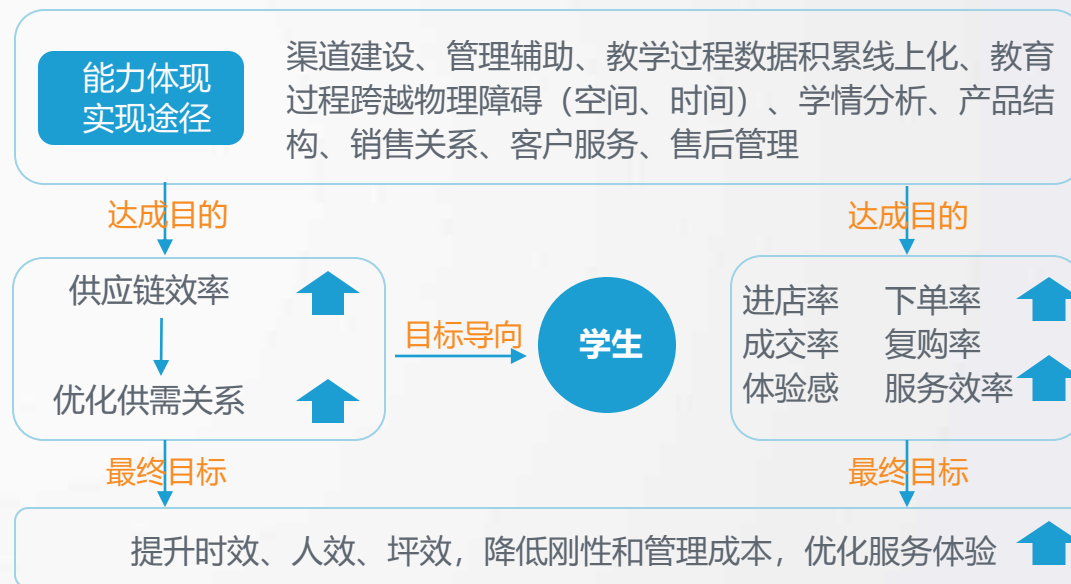 能力体现
实现途径
渠道建设、管理辅助、教学过程数据积累线上化、教育
过程跨越物理障碍（空间、时间）、学情分析、产品结
构、销售关系、客户服务、售后管理
达成目的
达成目的
供应链效率
优化供需关系
目标导向
学生
进店率 下单率
成交率 复购率
体验感 服务效率
最终目标
最终目标
提升时效、人效、坪效，降低刚性和管理成本，优化服务体验